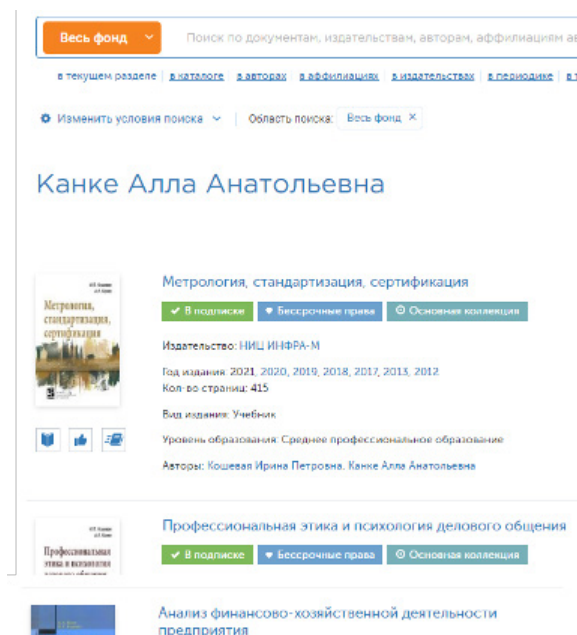 Весь фонд
Поиск по документам, издательствам, авторам, аффилиациям ав
в текущем разделе в каталоге в авторах в аффилиациях в издательствах в периодике в т
Изменить условия поиска Область поиска: Весь фонд ×
Канке Алла Анатольевна
Метрология,
стандартизация,
сертификация
Метрология, стандартизация, сертификация
В подписке Бессрочные права Основная коллекция
Издательство: НИЦ ИНФРА-М
Год издания: 2021, 2020, 2019, 2018, 2017, 2013, 2012
Кол-во страниц: 415
Вид издания: Учебник
Уровень образования: Среднее профессиональное образование
Авторы: Кошевая Ирина Петровна, Канке Алла Анатольевна
Профессиональная
этика и психология
Профессиональная этика и психология делового общения
В подписке Бессрочные права Основная коллекция
Анализ финансово-хозяйственной деятельности
предприятия